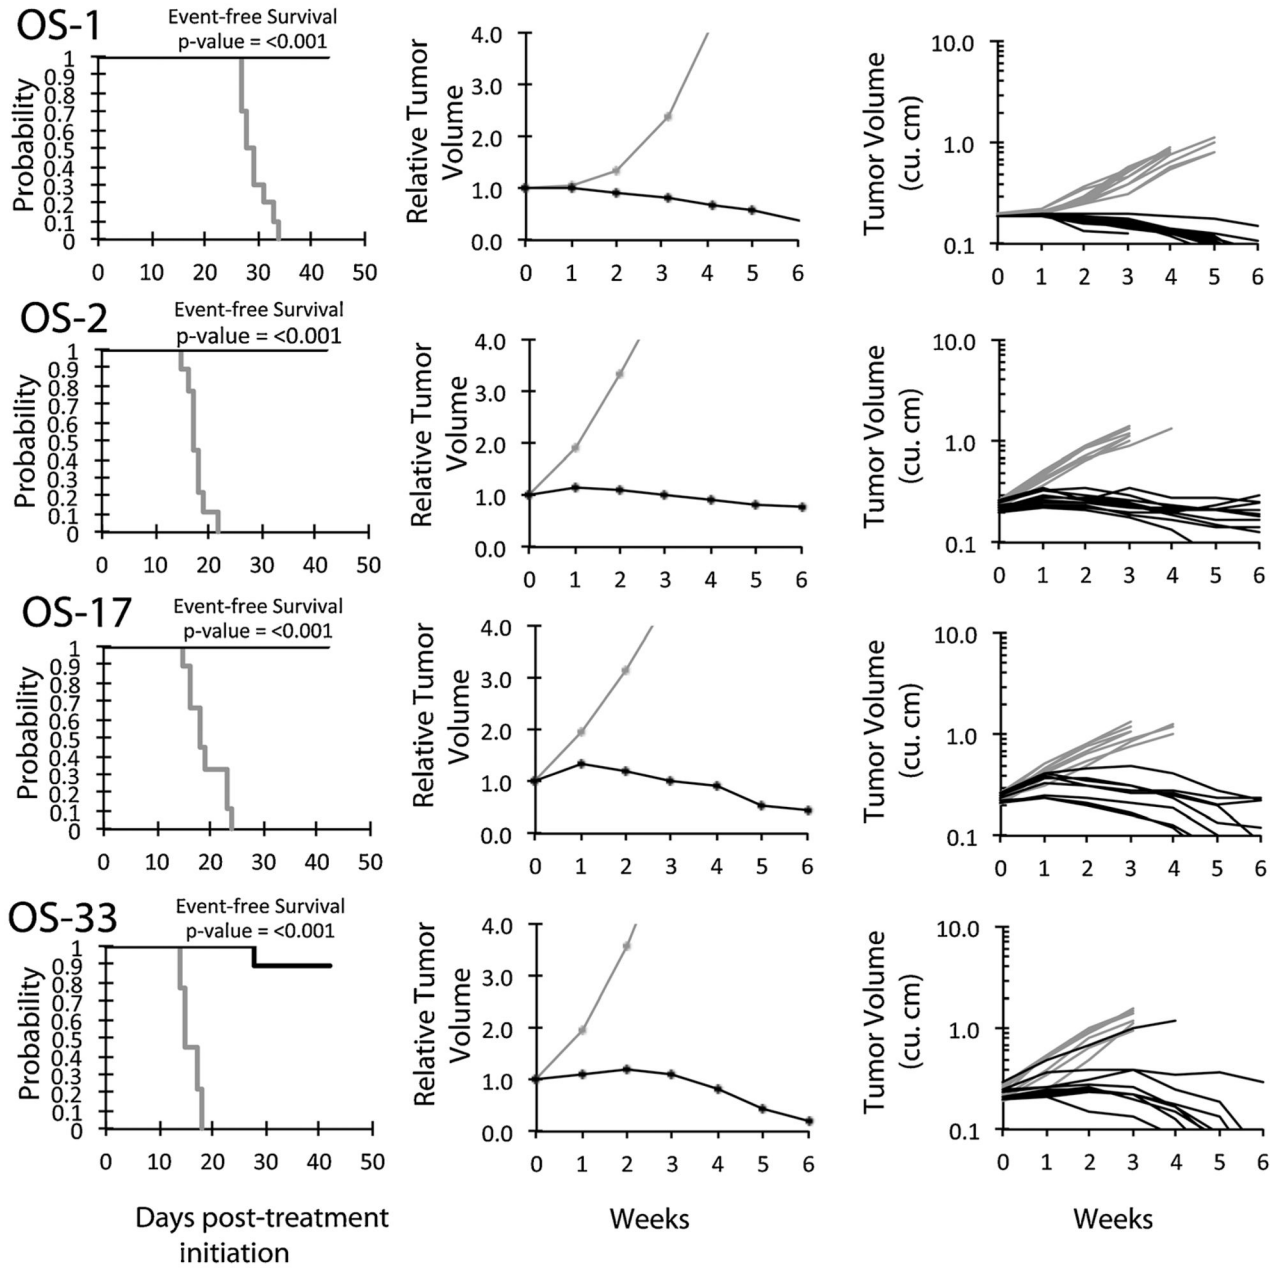 OS-1
Event-free Survival
p-value = <0.001
Probability
1
0.9
0.8
0.7
0.6
0.5
0.4
0.3
0.2
0.1
0
0 10 20 30 40 50
Relative Tumor
Volume
4.0
3.0
2.0
1.0
0.0
0 1 2 3 4 5 6
Tumor Volume
(cu. cm)
10.0
1.0
0.1
0 1 2 3 4 5 6
OS-2
Event-free Survival
p-value = <0.001
Probability
1
0.9
0.8
0.7
0.6
0.5
0.4
0.3
0.2
0.1
0
0 10 20 30 40 50
Relative Tumor
Volume
4.0
3.0
2.0
1.0
0.0
0 1 2 3 4 5 6
Tumor Volume
(cu. cm)
10.0
1.0
0.1
0 1 2 3 4 5 6
OS-17
Event-free Survival
p-value = <0.001
Probability
1
0.9
0.8
0.7
0.6
0.5
0.4
0.3
0.2
0.1
0
0 10 20 30 40 50
Relative Tumor
Volume
4.0
3.0
2.0
1.0
0.0
0 1 2 3 4 5 6
Tumor Volume
(cu. cm)
10.0
1.0
0.1
0 1 2 3 4 5 6
OS-33
Event-free Survival
p-value = <0.001
Probability
1
0.9
0.8
0.7
0.6
0.5
0.4
0.3
0.2
0.1
0
0 10 20 30 40 50
Relative Tumor
Volume
4.0
3.0
2.0
1.0
0.0
0 1 2 3 4 5 6
Tumor Volume
(cu. cm)
10.0
1.0
0.1
0 1 2 3 4 5 6
Days post-treatment
initiation
Weeks
Weeks